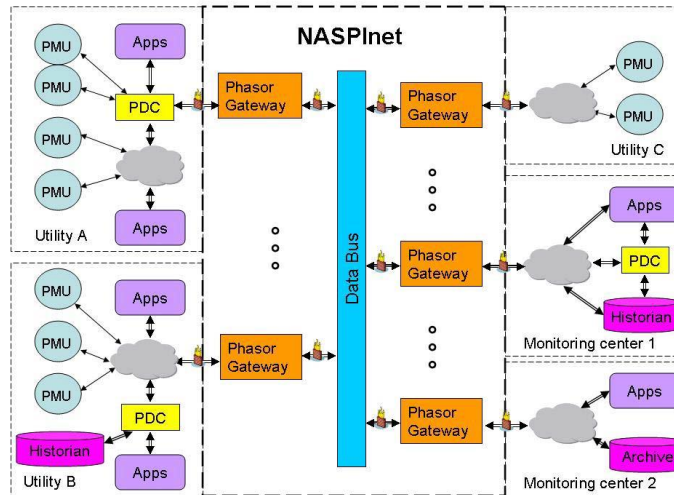 NASPInet
PMU
Apps
PMU
PDC
PMU
PMU
Apps
Utility A
PMU
Apps
PMU
PMU
PDC
Historian
Apps
Utility B
Phasor
Gateway
Phasor
Gateway
Data Bus
Phasor
Gateway
Phasor
Gateway
Phasor
Gateway
PMU
PMU
Utility C
Apps
PDC
Historian
Monitoring center 1
Apps
Archive
Monitoring center 2